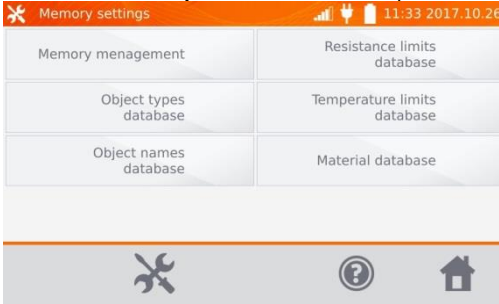 Memory settings
11:33 2017.10.26
Memory menagement
Resistance limits
database
Object types
database
Temperature limits
database
Object names
database
Material database